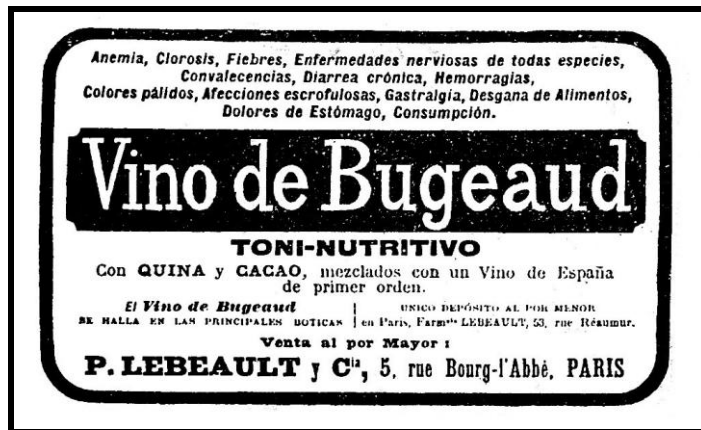 Anemia, Clorosis, Fiebres, Enfermedades nerviosas de todas especies,
Convalecencias, Diarrea crónica, Hemorragias,
Colores pálidos, Afecciones escrofulosas, Gastralgia, Desgana de Alimentos,
Dolores de Estómago, Consumpción.
Vino de Bugeaud
TONI-NUTRITIVO
Con QUINA y CACAO, mezclados con un Vino de España
de primer orden.
El Vino de Bugeaud
SE HALLA EN LAS PRINCIPALES BOTICAS
UNICO DEPÓSITO AL POR MENOR
en Paris, Farmcia LEBEAULT, 53, rue Réaumur.
Venta al por Mayor :
P. LEBEAULT y Cia, 5, rue Bourg-l'Abbé, PARIS